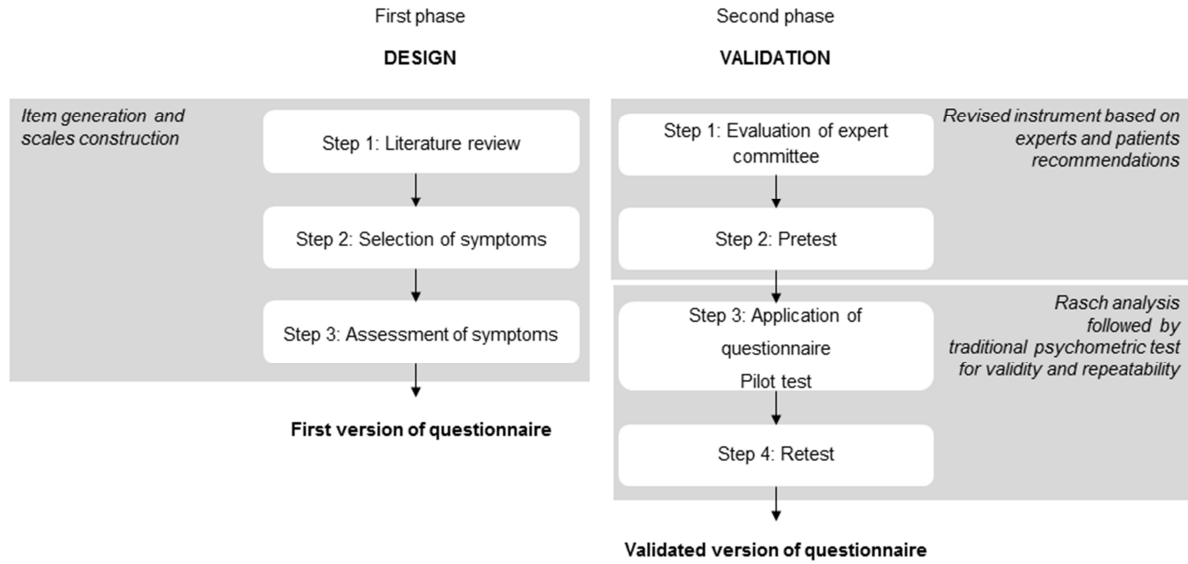 First phase
DESIGN
Item generation and
scales construction
Step 1: Literature review
Step 2: Selection of symptoms
Step 3: Assessment of symptoms
First version of questionnaire
Second phase
VALIDATION
Step 1: Evaluation of expert
committee
Revised instrument based on
experts and patients
recommendations
Step 2: Pretest
Step 3: Application of
questionnaire
Pilot test
Rasch analysis
followed by
traditional psychometric test
for validity and repeatability
Step 4: Retest
Validated version of questionnaire